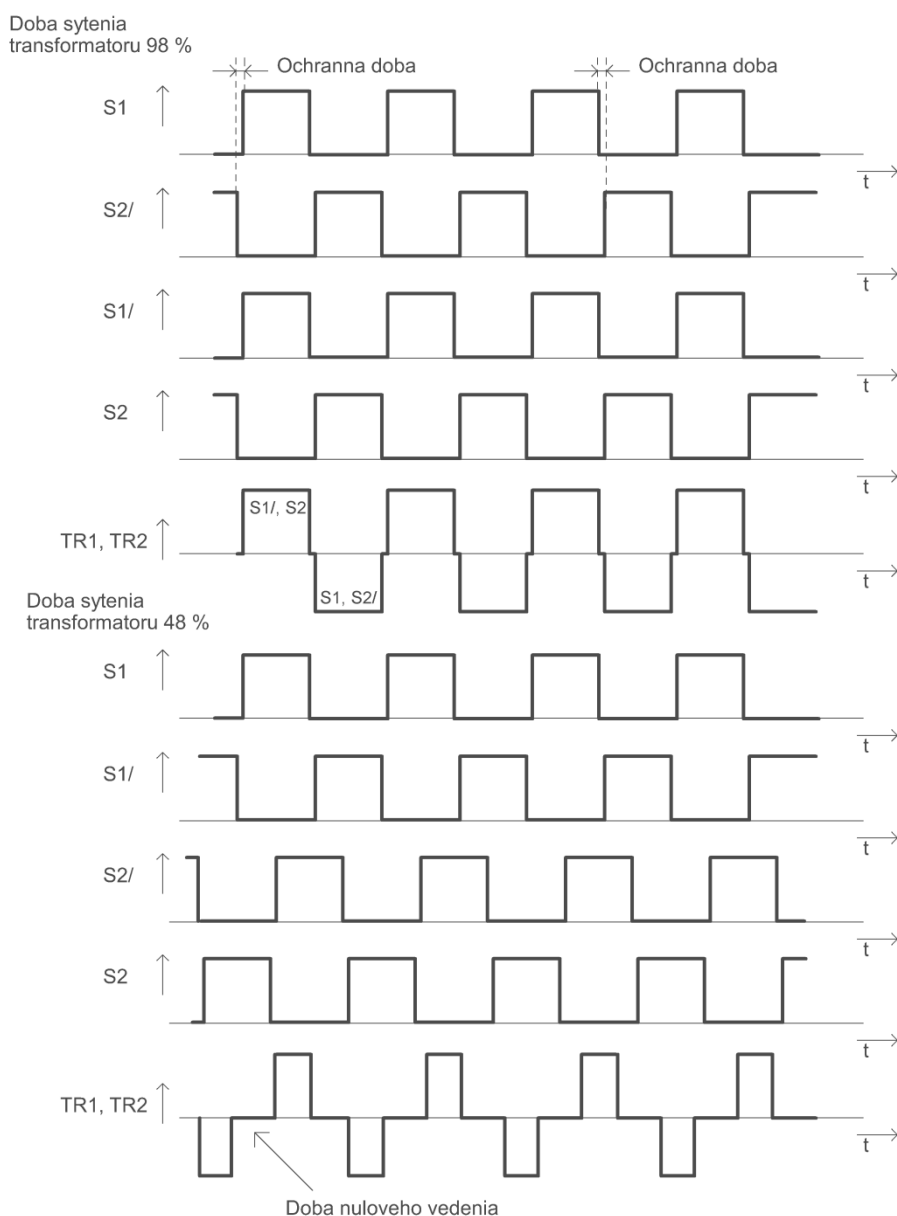 Doba sytenia
transformatoru 98 %
Ochranna doba
Ochranna doba
S1
t
S2/
t
S1/
t
S2
t
S1/, S2
TR1, TR2
t
S1, S2/
Doba sytenia
transformatoru 48 %
S1
t
S1/
t
S2/
t
S2
t
TR1, TR2
t
Doba nuloveho vedenia